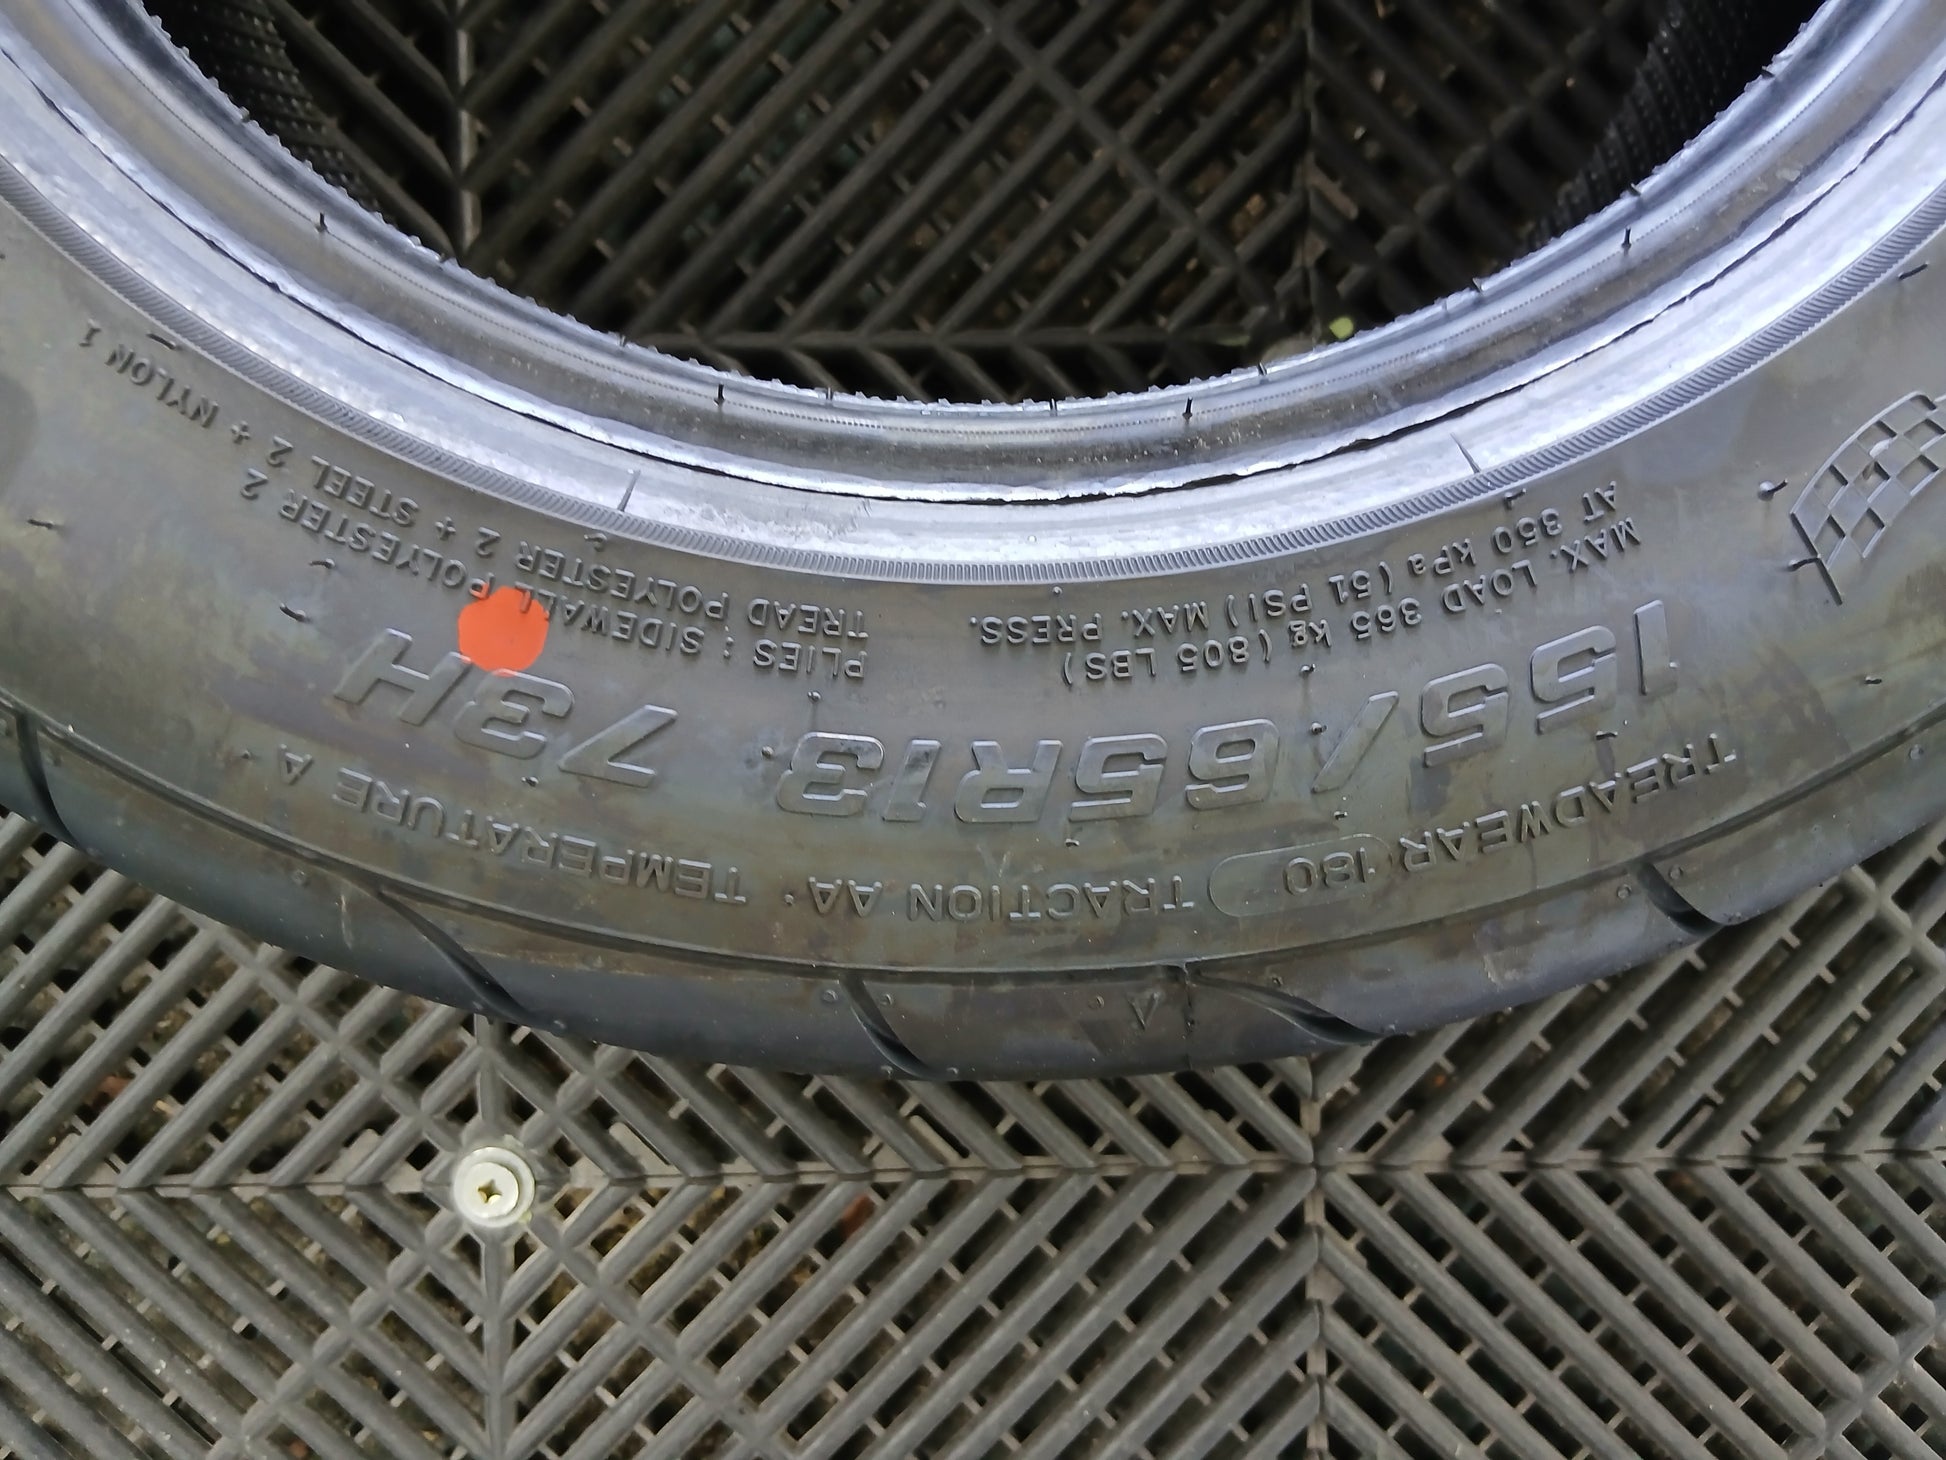 155/65R13 73H
TREADWEAR 180 TRACTION AA TEMPERATURE A
MAX. LOAD 365 kg (805 LBS)
AT 350 kPa (51 PSI) MAX. PRESS.
PLIES : SIDEWALL POLYESTER 2
TREAD POLYESTER 2 + STEEL 2 + NYLON 1